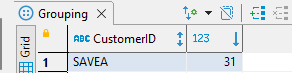 Grouping
Grid
ABC CustomerID 123
1 SAVEA 31